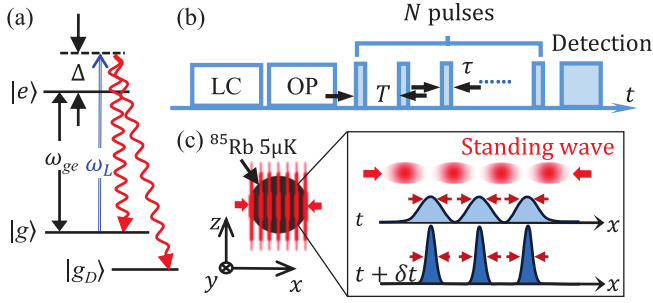 (a)
Δ
|e⟩
ω_ge
ω_L
|g⟩
|g_D⟩
(b)
N pulses
Detection
LC
OP
T
τ
t
(c)
⁸⁵Rb 5μK
z
y
x
Standing wave
t
x
t + δt
x